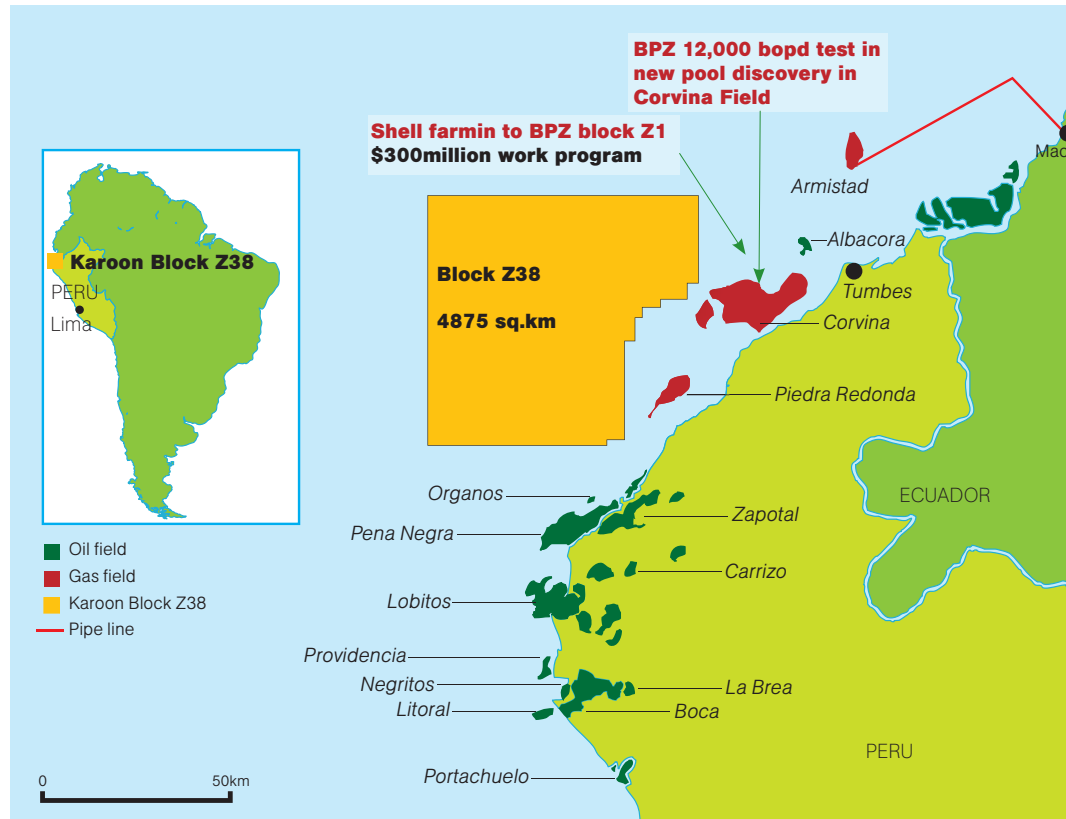 BPZ 12,000 bopd test in
new pool discovery in
Corvina Field
Shell farmin to BPZ block Z1
$300million work program
Armistad
Albacora
Tumbes
Corvina
Piedra Redonda
Block Z38
4875 sq.km
Karoon Block Z38
PERU
Lima
Oil field
Gas field
Karoon Block Z38
Pipe line
Organos
Pena Negra
Zapotal
Carrizo
Lobitos
Providencia
Negritos
Litoral
La Brea
Boca
Portachuelo
ECUADOR
PERU
Mac
0
50km